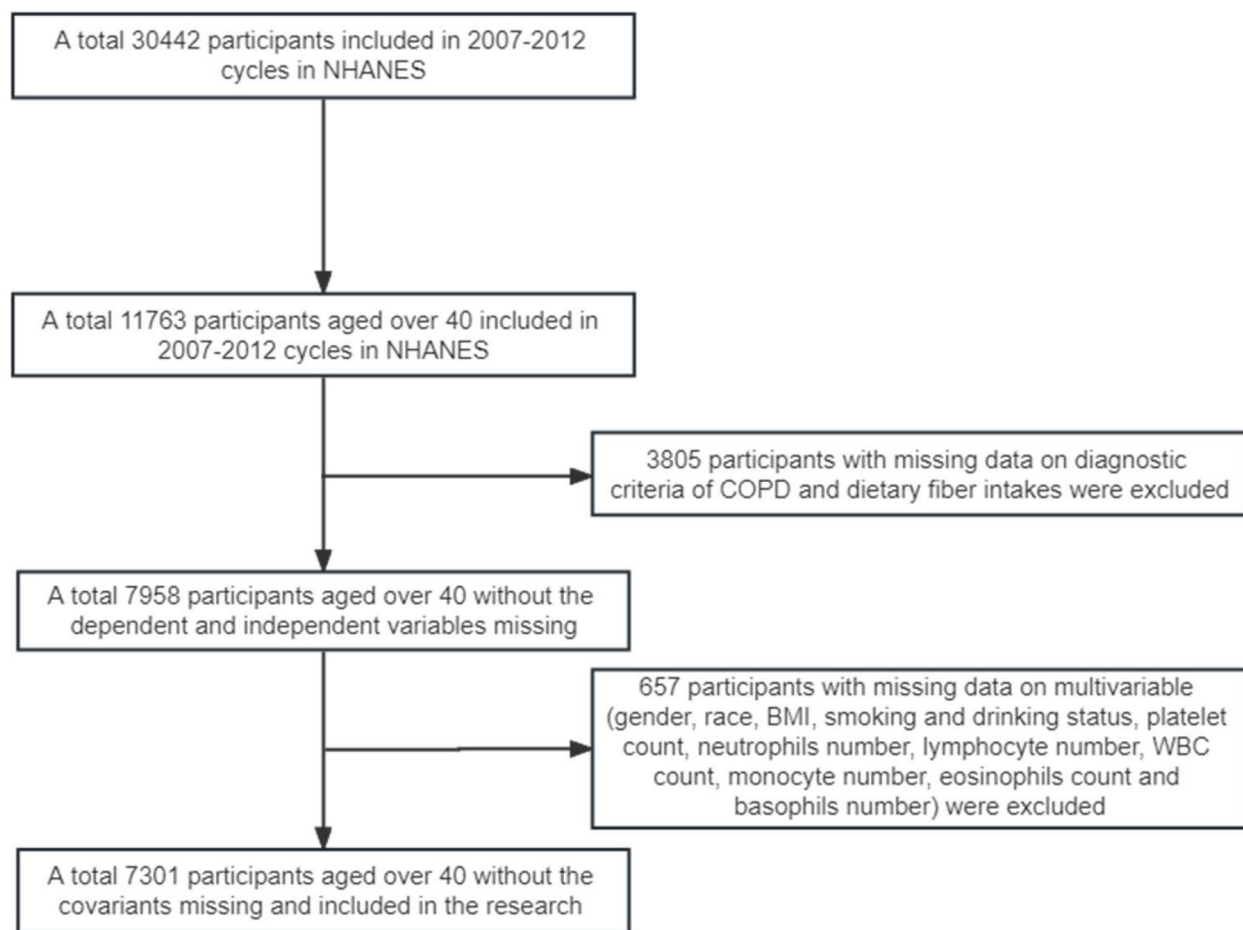 A total 30442 participants included in 2007-2012
cycles in NHANES
A total 11763 participants aged over 40 included in
2007-2012 cycles in NHANES
3805 participants with missing data on diagnostic
criteria of COPD and dietary fiber intakes were excluded
A total 7958 participants aged over 40 without the
dependent and independent variables missing
657 participants with missing data on multivariable
(gender, race, BMI, smoking and drinking status, platelet
count, neutrophils number, lymphocyte number, WBC
count, monocyte number, eosinophils count and
basophils number) were excluded
A total 7301 participants aged over 40 without the
covariants missing and included in the research